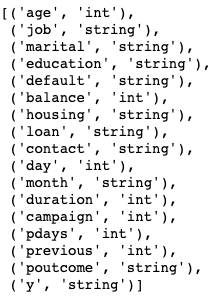 [('age', 'int'),
('job', 'string'),
('marital', 'string'),
('education', 'string'),
('default', 'string'),
('balance', 'int'),
('housing', 'string'),
('loan', 'string'),
('contact', 'string'),
('day', 'int'),
('month', 'string'),
('duration', 'int'),
('campaign', 'int'),
('pdays', 'int'),
('previous', 'int'),
('poutcome', 'string'),
('y', 'string')]